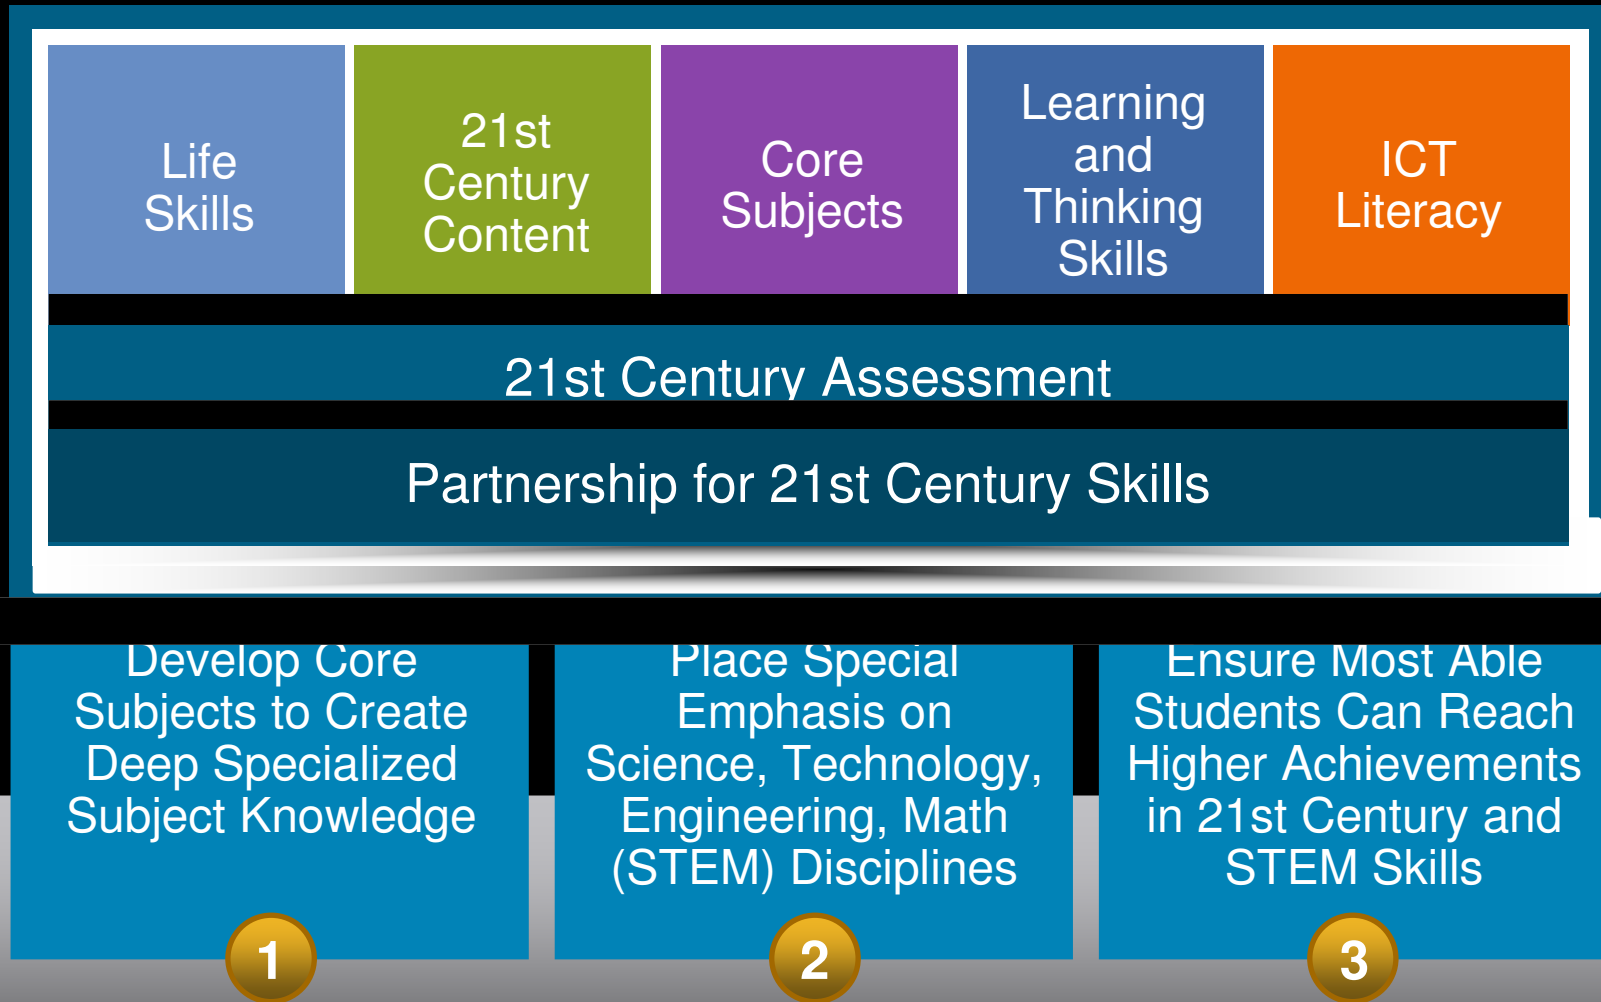 Life
Skills
21st
Century
Content
Core
Subjects
Learning
and
Thinking
Skills
ICT
Literacy
21st Century Assessment
Partnership for 21st Century Skills
Develop Core
Subjects to Create
Deep Specialized
Subject Knowledge
1
Place Special
Emphasis on
Science, Technology,
Engineering, Math
(STEM) Disciplines
2
Ensure Most Able
Students Can Reach
Higher Achievements
in 21st Century and
STEM Skills
3